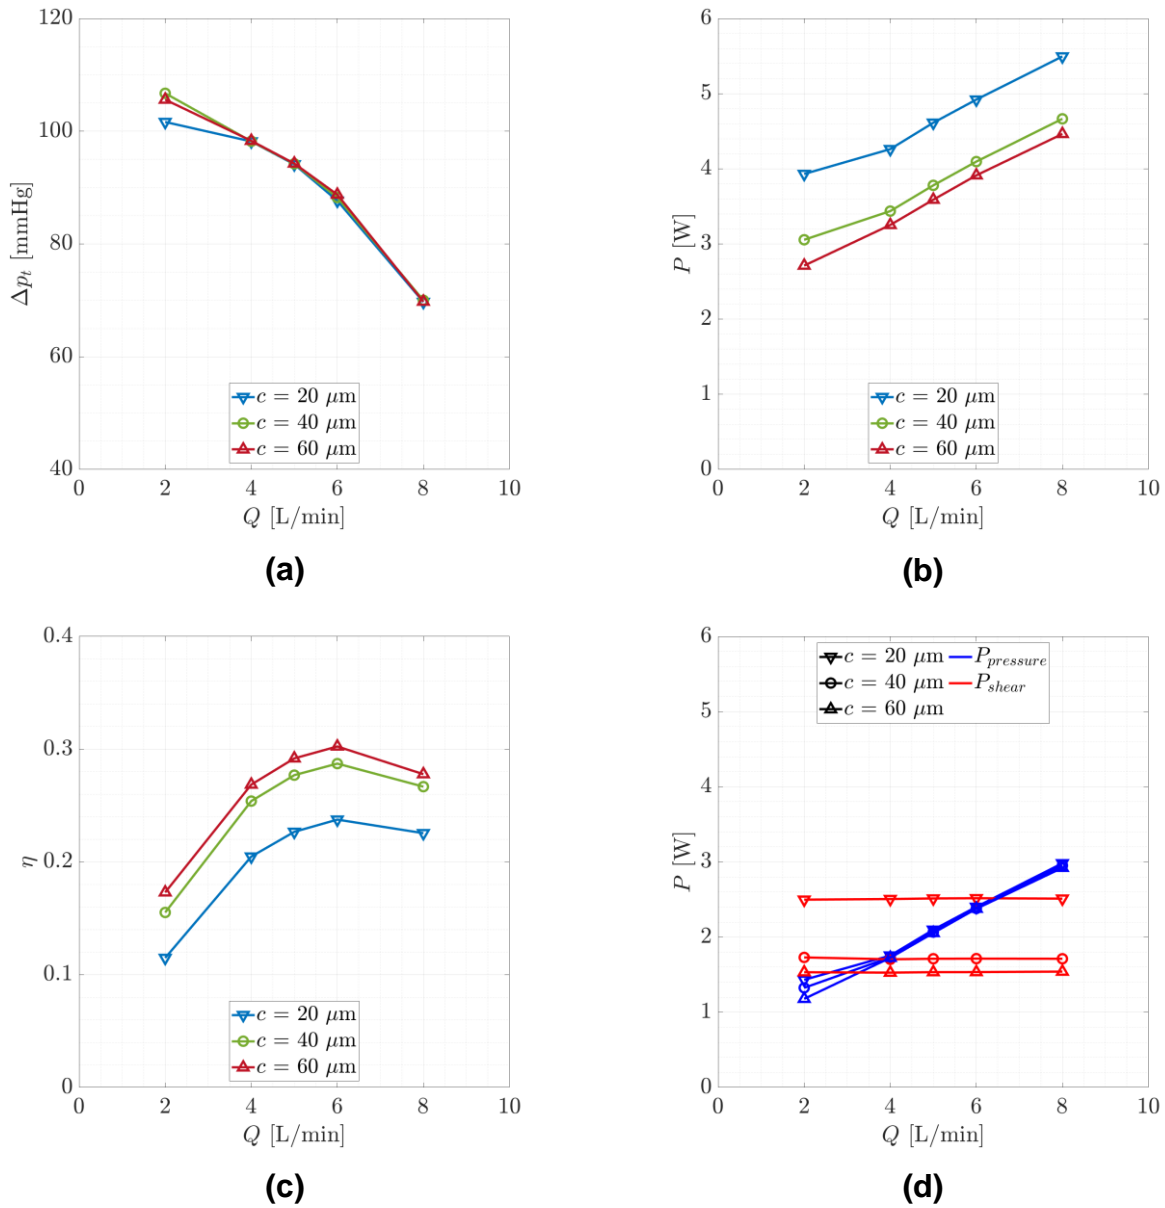 120
100
80
60
40
Δp_t [mmHg]
c = 20 μm
c = 40 μm
c = 60 μm
0 2 4 6 8 10
Q [L/min]
(a)
6
5
4
3
2
1
0
P [W]
c = 20 μm
c = 40 μm
c = 60 μm
0 2 4 6 8 10
Q [L/min]
(b)
0.4
0.3
0.2
0.1
0
η
c = 20 μm
c = 40 μm
c = 60 μm
0 2 4 6 8 10
Q [L/min]
(c)
6
5
4
3
2
1
0
P [W]
c = 20 μm P_pressure
c = 40 μm P_shear
c = 60 μm
0 2 4 6 8 10
Q [L/min]
(d)